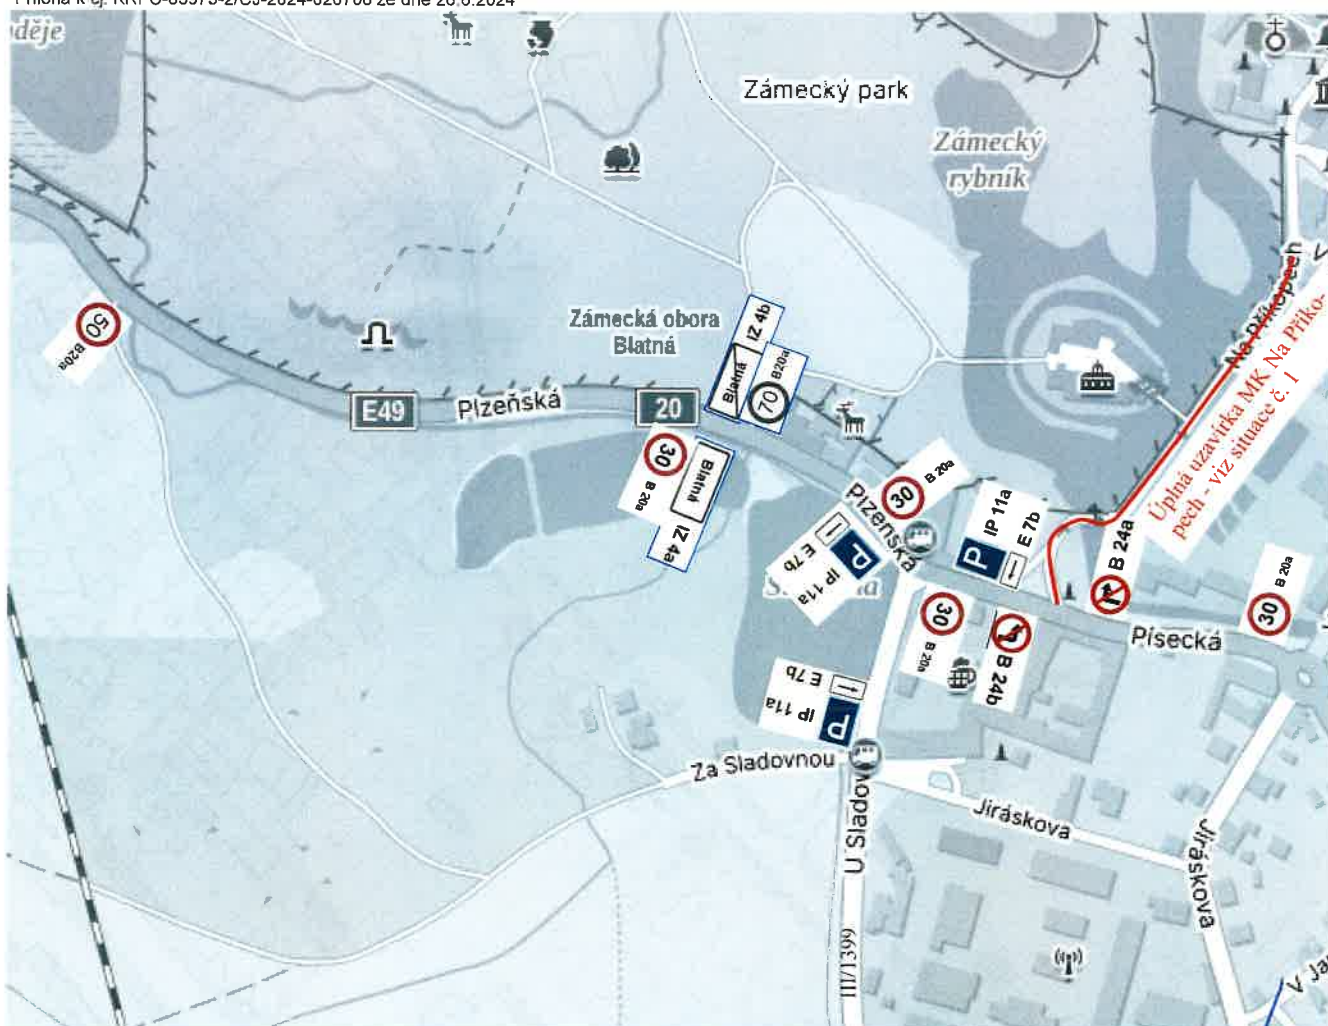 děje
Zámecký park
Zámecký
rybník
Na Příkopech
Úplná uzavírka MK Na Příko-
pech - viz situace č. 1
50
B20a
Zámecká obora
Blatná
Blatná
IZ 4b
70
B20a
E49
Plzeňská
20
30
B 20a
Blatná
IZ 4a
Plzeňská
30
B 20a
P
IP 11a
E 7b
P
IP 11a
E 7b
B 24a
30
B 20a
30
B 20a
B 24b
Písecká
E 7b
IP 11a
P
Za Sladovnou
U Sladov
Jiráskova
Jiráskova
III/1399
V Ja